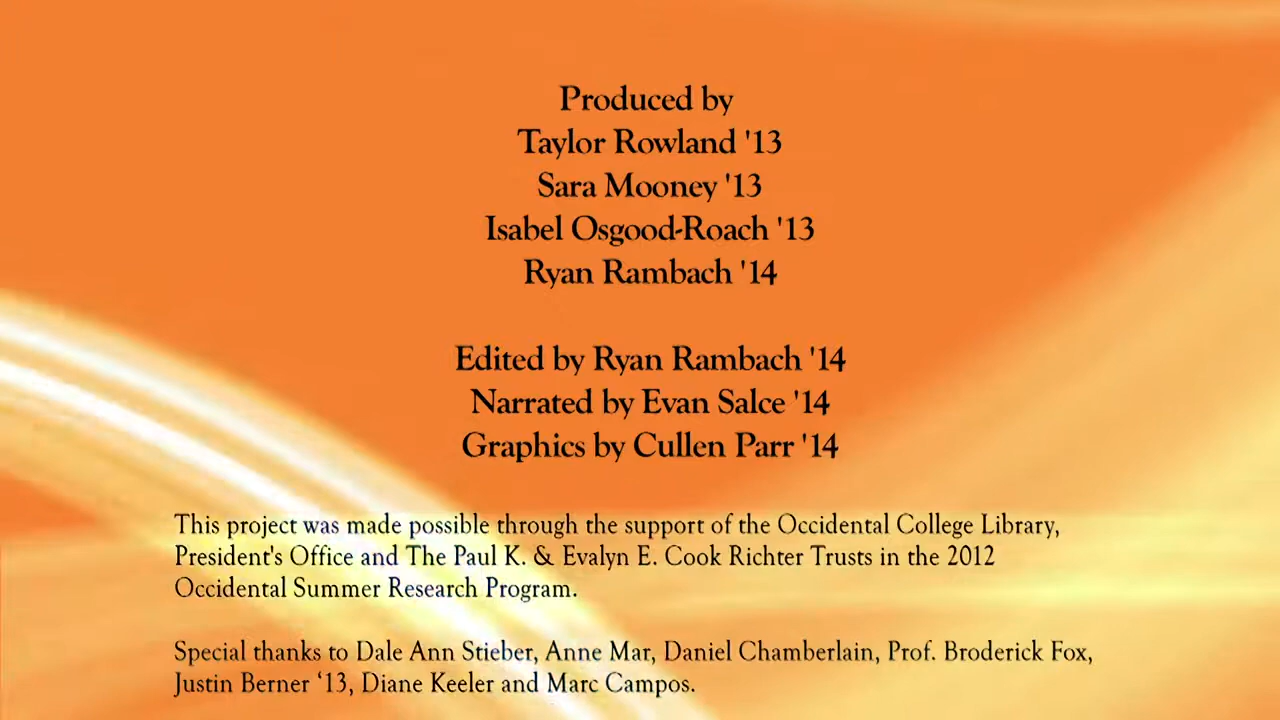 Produced by
Taylor Rowland '13
Sara Mooney '13
Isabel Osgood-Roach '13
Ryan Rambach '14
Edited by Ryan Rambach '14
Narrated by Evan Salce '14
Graphics by Cullen Parr '14
This project was made possible through the support of the Occidental College Library,
President's Office and The Paul K. & Evalyn E. Cook Richter Trusts in the 2012
Occidental Summer Research Program.
Special thanks to Dale Ann Stieber, Anne Mar, Daniel Chamberlain, Prof. Broderick Fox,
Justin Berner ‘13, Diane Keeler and Marc Campos.